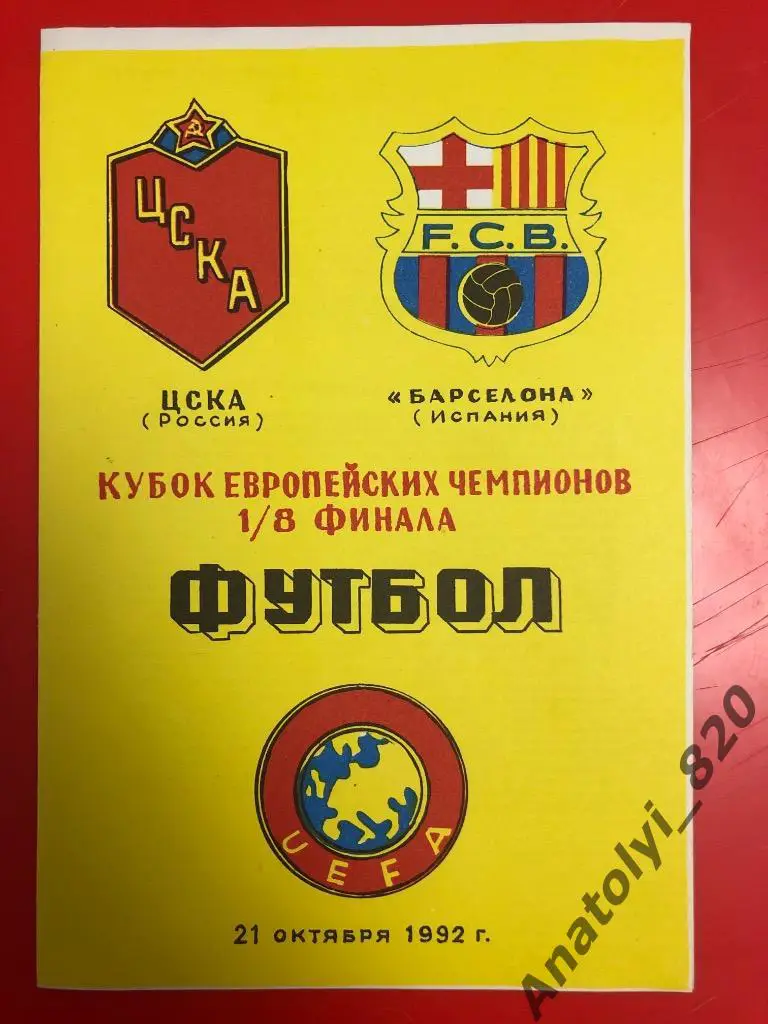 ЦСКА
F.C.B.
ЦСКА
(Россия)
«БАРСЕЛОНА»
(Испания)
КУБОК ЕВРОПЕЙСКИХ ЧЕМПИОНОВ
1/8 ФИНАЛА
ФУТБОЛ
UEFA
21 ОКТЯБРЯ 1992 г.
Anatolyi_820